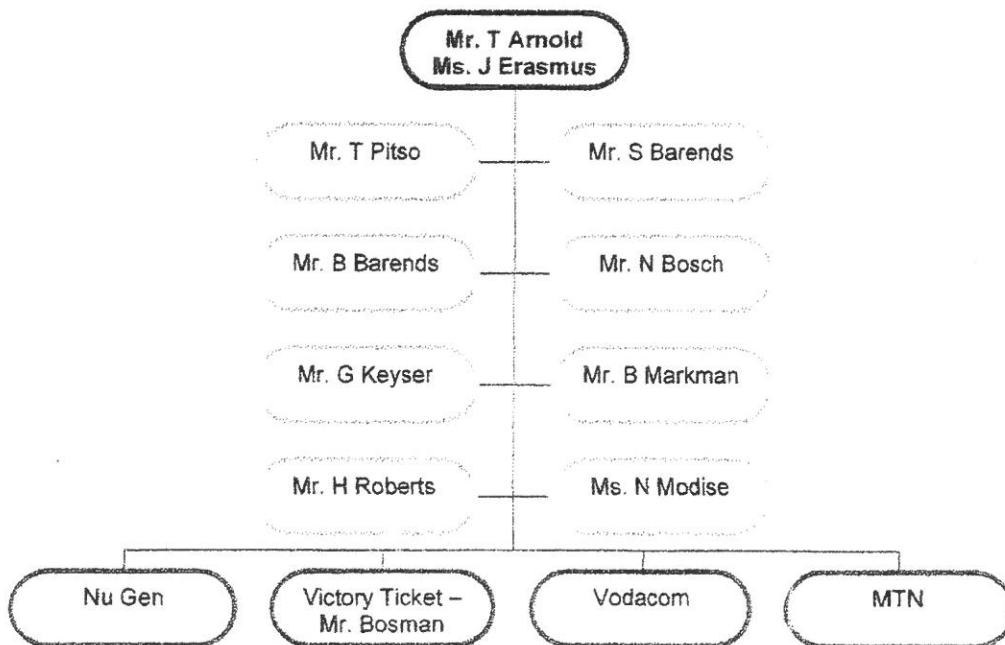 Mr. T Arnold
Ms. J Erasmus
Mr. T Pitso
Mr. S Barends
Mr. B Barends
Mr. N Bosch
Mr. G Keyser
Mr. B Markman
Mr. H Roberts
Ms. N Modise
Nu Gen
Victory Ticket –
Mr. Bosman
Vodacom
MTN